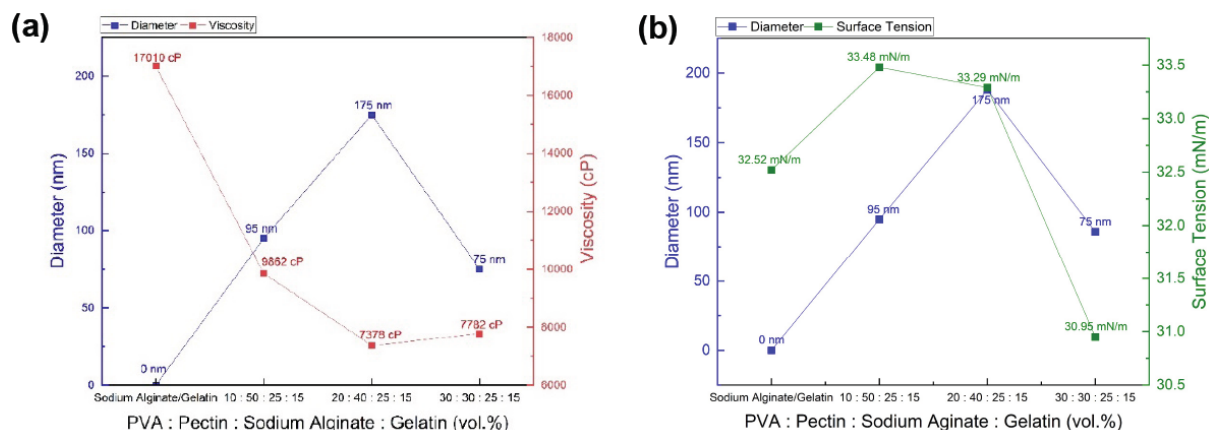 (a)
Diameter
Viscosity
17010 cP
175 nm
95 nm
9862 cP
7378 cP
7782 cP
75 nm
0 nm
Diameter (nm)
200
150
100
50
0
Viscosity (cP)
18000
16000
14000
12000
10000
8000
6000
Sodium Alginate/Gelatin
10 : 50 : 25 : 15
20 : 40 : 25 : 15
30 : 30 : 25 : 15
PVA : Pectin : Sodium Alginate : Gelatin (vol.%)
(b)
Diameter
Surface Tension
33.48 mN/m
33.29 mN/m
175 nm
32.52 mN/m
95 nm
75 nm
30.95 mN/m
0 nm
Diameter (nm)
200
150
100
50
0
Surface Tension (mN/m)
33.5
33.0
32.5
32.0
31.5
31.0
30.5
Sodium Alginate/Gelatin
10 : 50 : 25 : 15
20 : 40 : 25 : 15
30 : 30 : 25 : 15
PVA : Pectin : Sodium Aginate : Gelatin (vol.%)